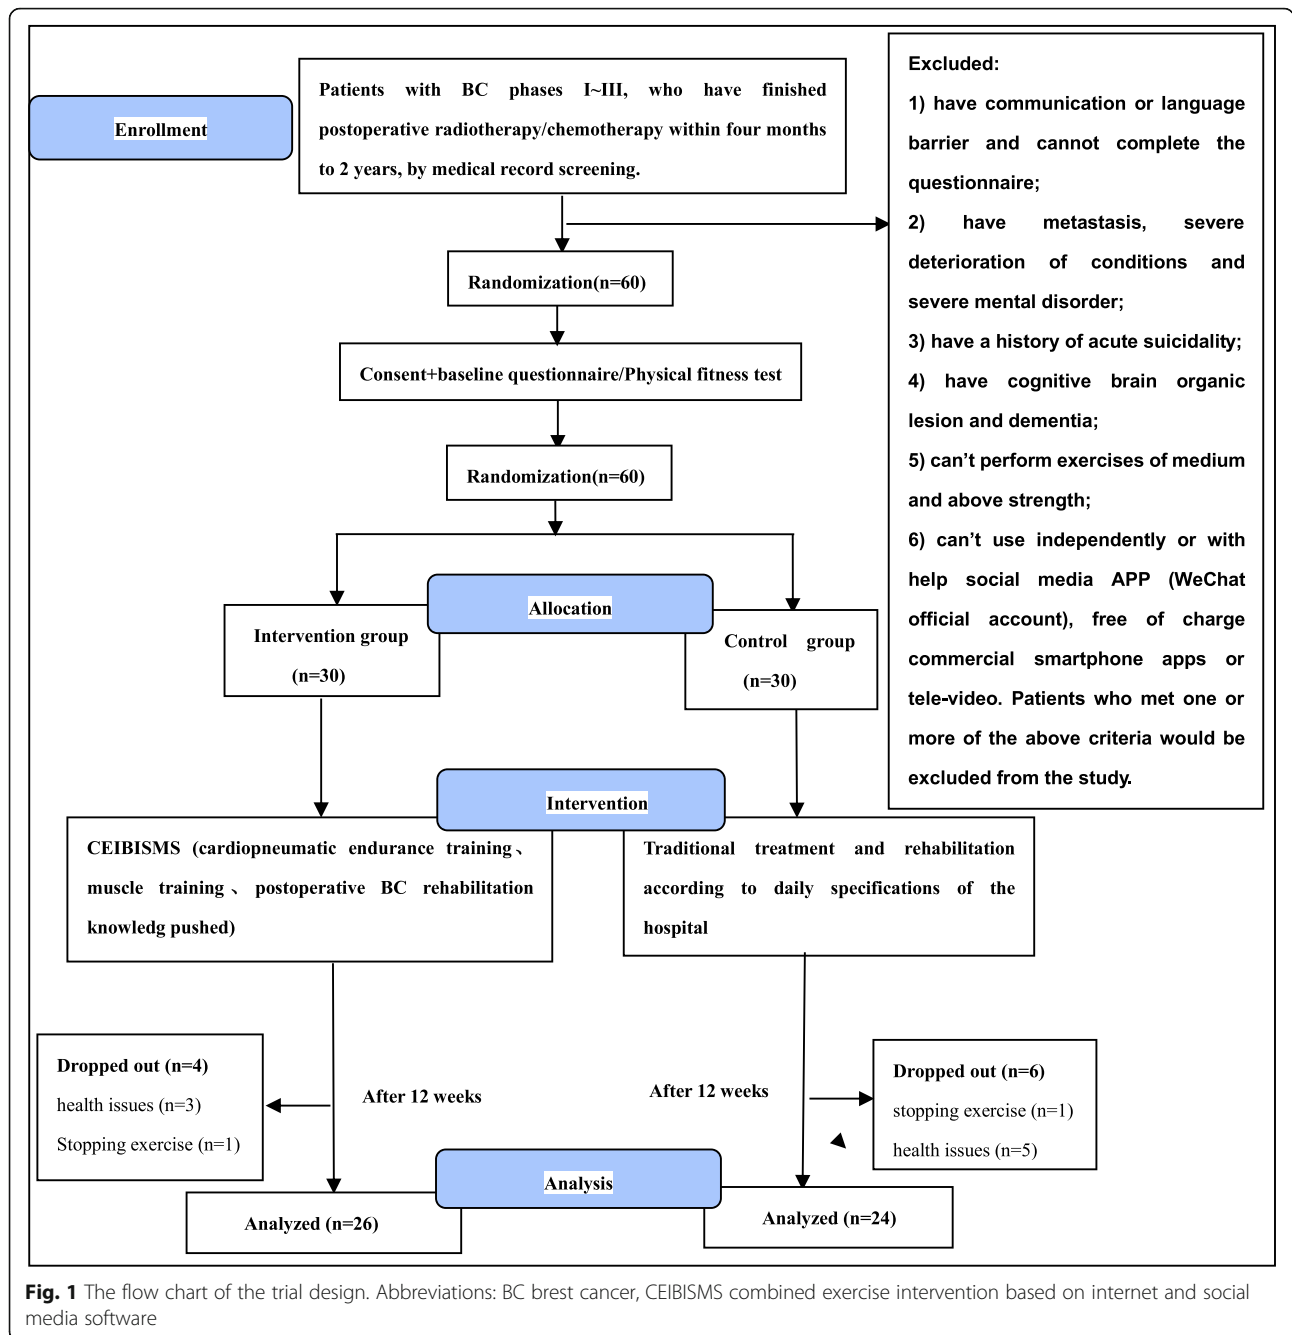 Enrollment
Patients with BC phases I~III, who have finished
postoperative radiotherapy/chemotherapy within four months
to 2 years, by medical record screening.
Excluded:
1) have communication or language
barrier and cannot complete the
questionnaire;
2) have metastasis, severe
deterioration of conditions and
severe mental disorder;
3) have a history of acute suicidality;
4) have cognitive brain organic
lesion and dementia;
5) can't perform exercises of medium
and above strength;
6) can't use independently or with
help social media APP (WeChat
official account), free of charge
commercial smartphone apps or
tele-video. Patients who met one or
more of the above criteria would be
excluded from the study.
Randomization(n=60)
Consent+baseline questionnaire/Physical fitness test
Randomization(n=60)
Allocation
Intervention group
(n=30)
Control group
(n=30)
Intervention
CEIBISMS (cardiopneumatic endurance training、
muscle training、postoperative BC rehabilitation
knowledg pushed)
Traditional treatment and rehabilitation
according to daily specifications of the
hospital
Dropped out (n=4)
health issues (n=3)
Stopping exercise (n=1)
After 12 weeks
After 12 weeks
Dropped out (n=6)
stopping exercise (n=1)
health issues (n=5)
Analysis
Analyzed (n=26)
Analyzed (n=24)
Fig. 1 The flow chart of the trial design. Abbreviations: BC brest cancer, CEIBISMS combined exercise intervention based on internet and social
media software